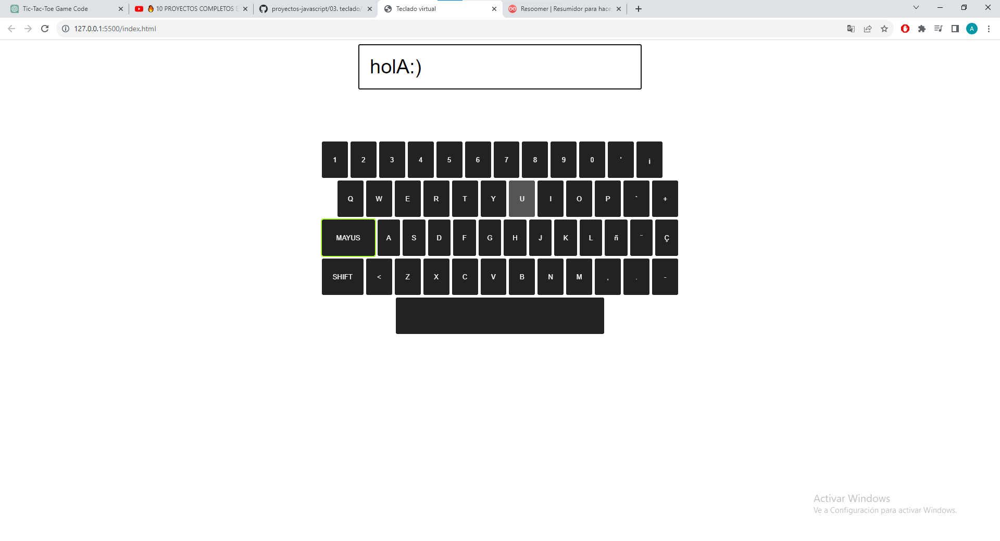 Tic-Tac-Toe Game Code
10 PROYECTOS COMPLETOS E
proyectos-javascript/03. teclado/
Teclado virtual
Resoomer | Resumidor para hace
127.0.0.1:5500/index.html
A
holA:)
1 2 3 4 5 6 7 8 9 0 ' ¡
Q W E R T Y U I O P ` +
MAYUS A S D F G H J K L ñ ¨ Ç
SHIFT < Z X C V B N M , . -
Activar Windows
Ve a Configuración para activar Windows.